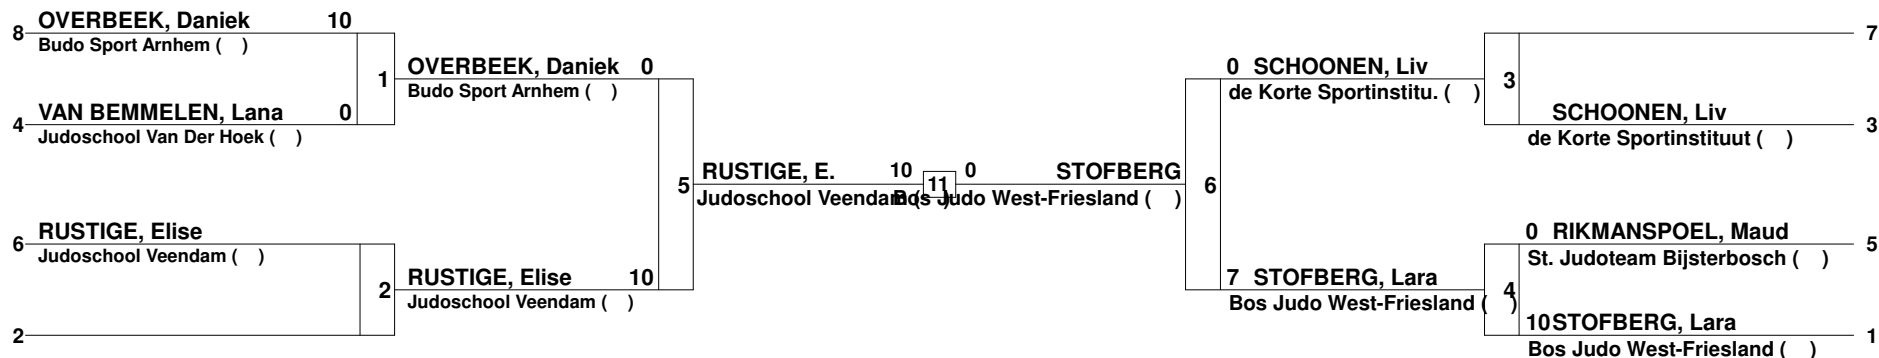 8 OVERBEEK, Daniek 10
Budo Sport Arnhem ( )
4 VAN BEMMELEN, Lana 0
Judoschool Van Der Hoek ( )
1
OVERBEEK, Daniek 0
Budo Sport Arnhem ( )
6 RUSTIGE, Elise
Judoschool Veendam ( )
2
2
RUSTIGE, Elise 10
Judoschool Veendam ( )
5
RUSTIGE, E. 10
Judoschool Veendam ( )
11
0 STOFBERG
Bos Judo West-Friesland ( )
6
0 SCHOONEN, Liv
de Korte Sportinstitu. ( )
7 STOFBERG, Lara
Bos Judo West-Friesland ( )
3
7
SCHOONEN, Liv 3
de Korte Sportinstituut ( )
4
0 RIKMANSPOEL, Maud 5
St. Judoteam Bijsterbosch ( )
10 STOFBERG, Lara 1
Bos Judo West-Friesland ( )